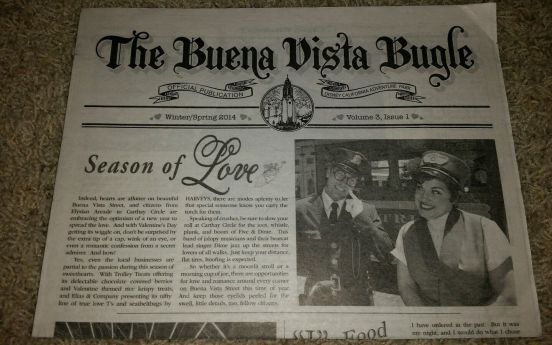 The Buena Vista Bugle
OFFICIAL PUBLICATION
DISNEY CALIFORNIA ADVENTURE PARK
Winter/Spring 2014
Volume 3, Issue 1
Season of Love
Indeed, hearts are aflutter on beautiful
Buena Vista Street, and citizens from
Elysian Arcade to Carthay Circle are
embracing the optimism of a new year to
spread the love. And with Valentine's Day
getting its wiggle on, don't be surprised by
the extra tip of a cap, wink of an eye, or
even a romantic confession from a secret
admirer. And how!
Yes, even the local businesses are
partial to the passion during this season of
sweethearts. With Trolley Treats offering
its delectable chocolate covered berries
and Valentine themed rice krispy treats,
and Elias & Company presenting its nifty
line of true love T's and
HARVEYS, there are modes aplenty to let
that special someone know you carry the
torch for them.
Speaking of crushes, be sure to slow your
roll at Carthay Circle for the toots, whistle,
plunk, and boom of Five & Dime. This
band of jazzy musicians and their bearcat
lead singer Dime jazz up the streets for
lovers of all walks. Just keep your distance,
flat tires. Hoofing is expected.
So whether it's a moonlit stroll or a
morning cup of joe, there are opportunities
for love and romance around every corner
on Buena Vista Street this time of year.
And keep those eyelids peeled for the
swell, little details, too, fellow citizens.
Food
I have ordered in the past. But it was
my night, and I would do what I chose